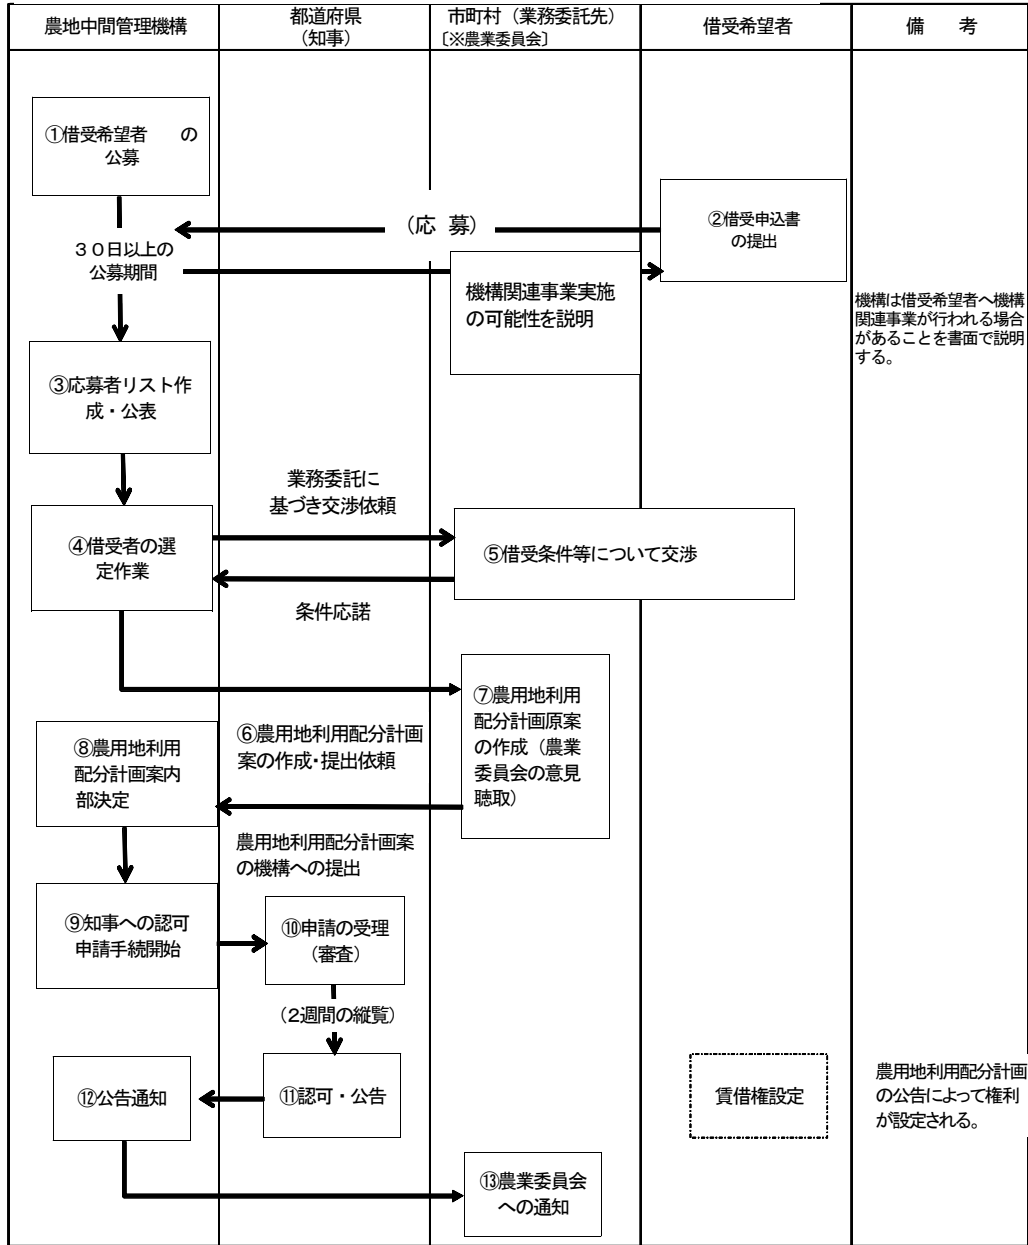 農地中間管理機構
都道府県
（知事）
市町村（業務委託先）
〔※農業委員会〕
借受希望者
備　　考
①借受希望者　　の
公募
（応　募）
②借受申込書
の提出
３０日以上の
公募期間
機構関連事業実施
の可能性を説明
機構は借受希望者へ機構
関連事業が行われる場合
があることを書面で説明
する。
③応募者リスト作
成・公表
業務委託に
基づき交渉依頼
④借受者の選
定作業
⑤借受条件等について交渉
条件応諾
⑥農用地利用配分計画
案の作成・提出依頼
⑦農用地利用
配分計画原案
の作成（農業
委員会の意見
聴取）
⑧農用地利用
配分計画案内
部決定
農用地利用配分計画案
の機構への提出
⑨知事への認可
申請手続開始
⑩申請の受理
（審査）
（２週間の縦覧）
⑪認可・公告
⑫公告通知
賃借権設定
農用地利用配分計画
の公告によって権利
が設定される。
⑬農業委員会
への通知